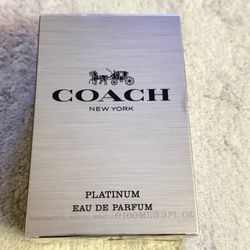 COACH
NEW YORK
PLATINUM
EAU DE PARFUM
℮100ML 3.3 FL OZ